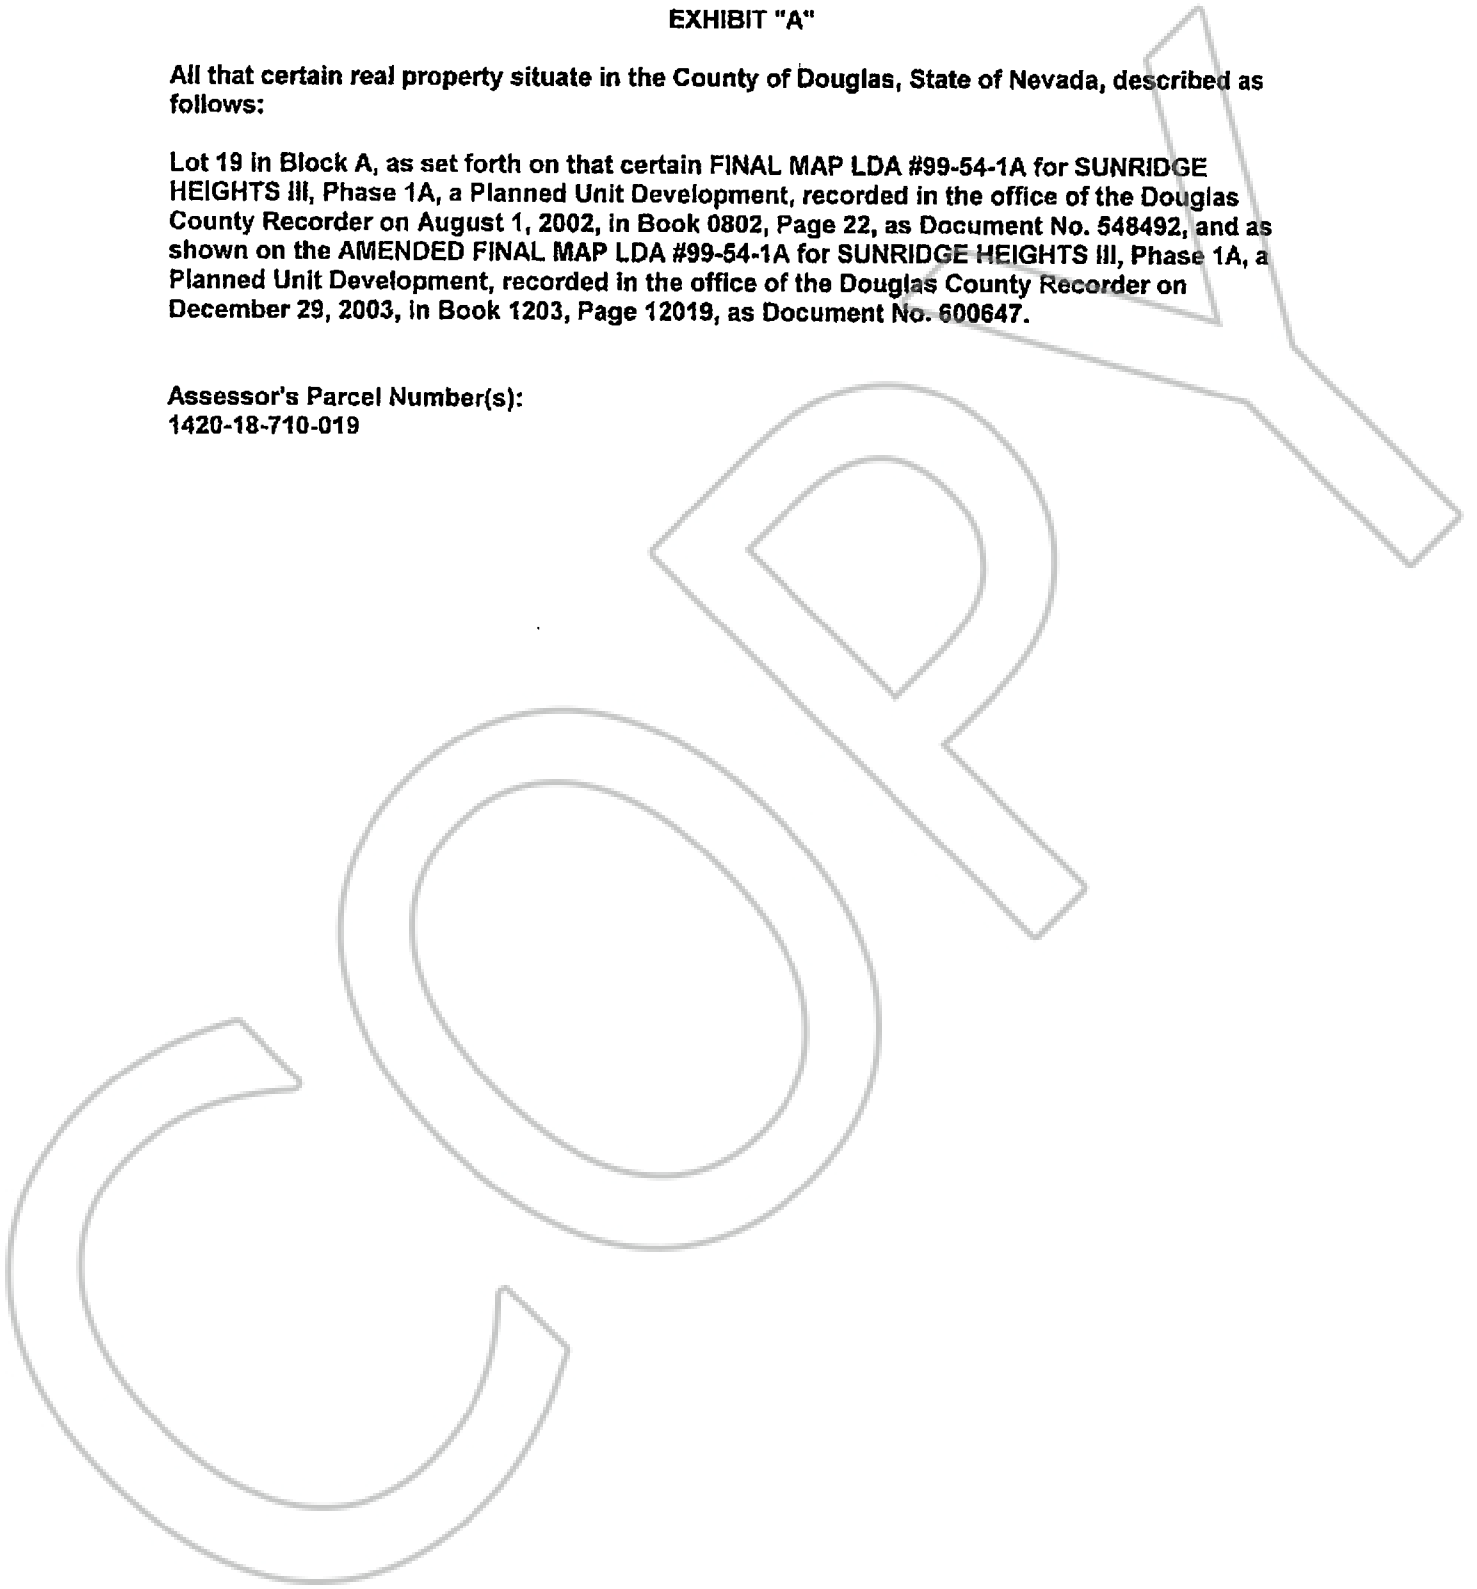 EXHIBIT "A"
All that certain real property situate in the County of Douglas, State of Nevada, described as
follows:
Lot 19 in Block A, as set forth on that certain FINAL MAP LDA #99-54-1A for SUNRIDGE
HEIGHTS III, Phase 1A, a Planned Unit Development, recorded in the office of the Douglas
County Recorder on August 1, 2002, in Book 0802, Page 22, as Document No. 548492, and as
shown on the AMENDED FINAL MAP LDA #99-54-1A for SUNRIDGE HEIGHTS III, Phase 1A, a
Planned Unit Development, recorded in the office of the Douglas County Recorder on
December 29, 2003, in Book 1203, Page 12019, as Document No. 600647.
Assessor's Parcel Number(s):
1420-18-710-019
COPY